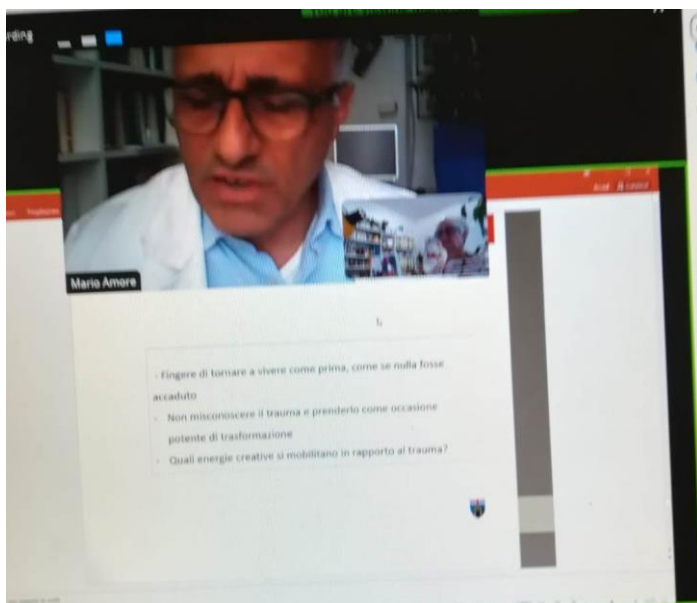 Mario Amore
- Fingere di tornare a vivere come prima, come se nulla fosse
accaduto
- Non misconoscere il trauma e prenderlo come occasione
potente di trasformazione
- Quali energie creative si mobilitano in rapporto al trauma?